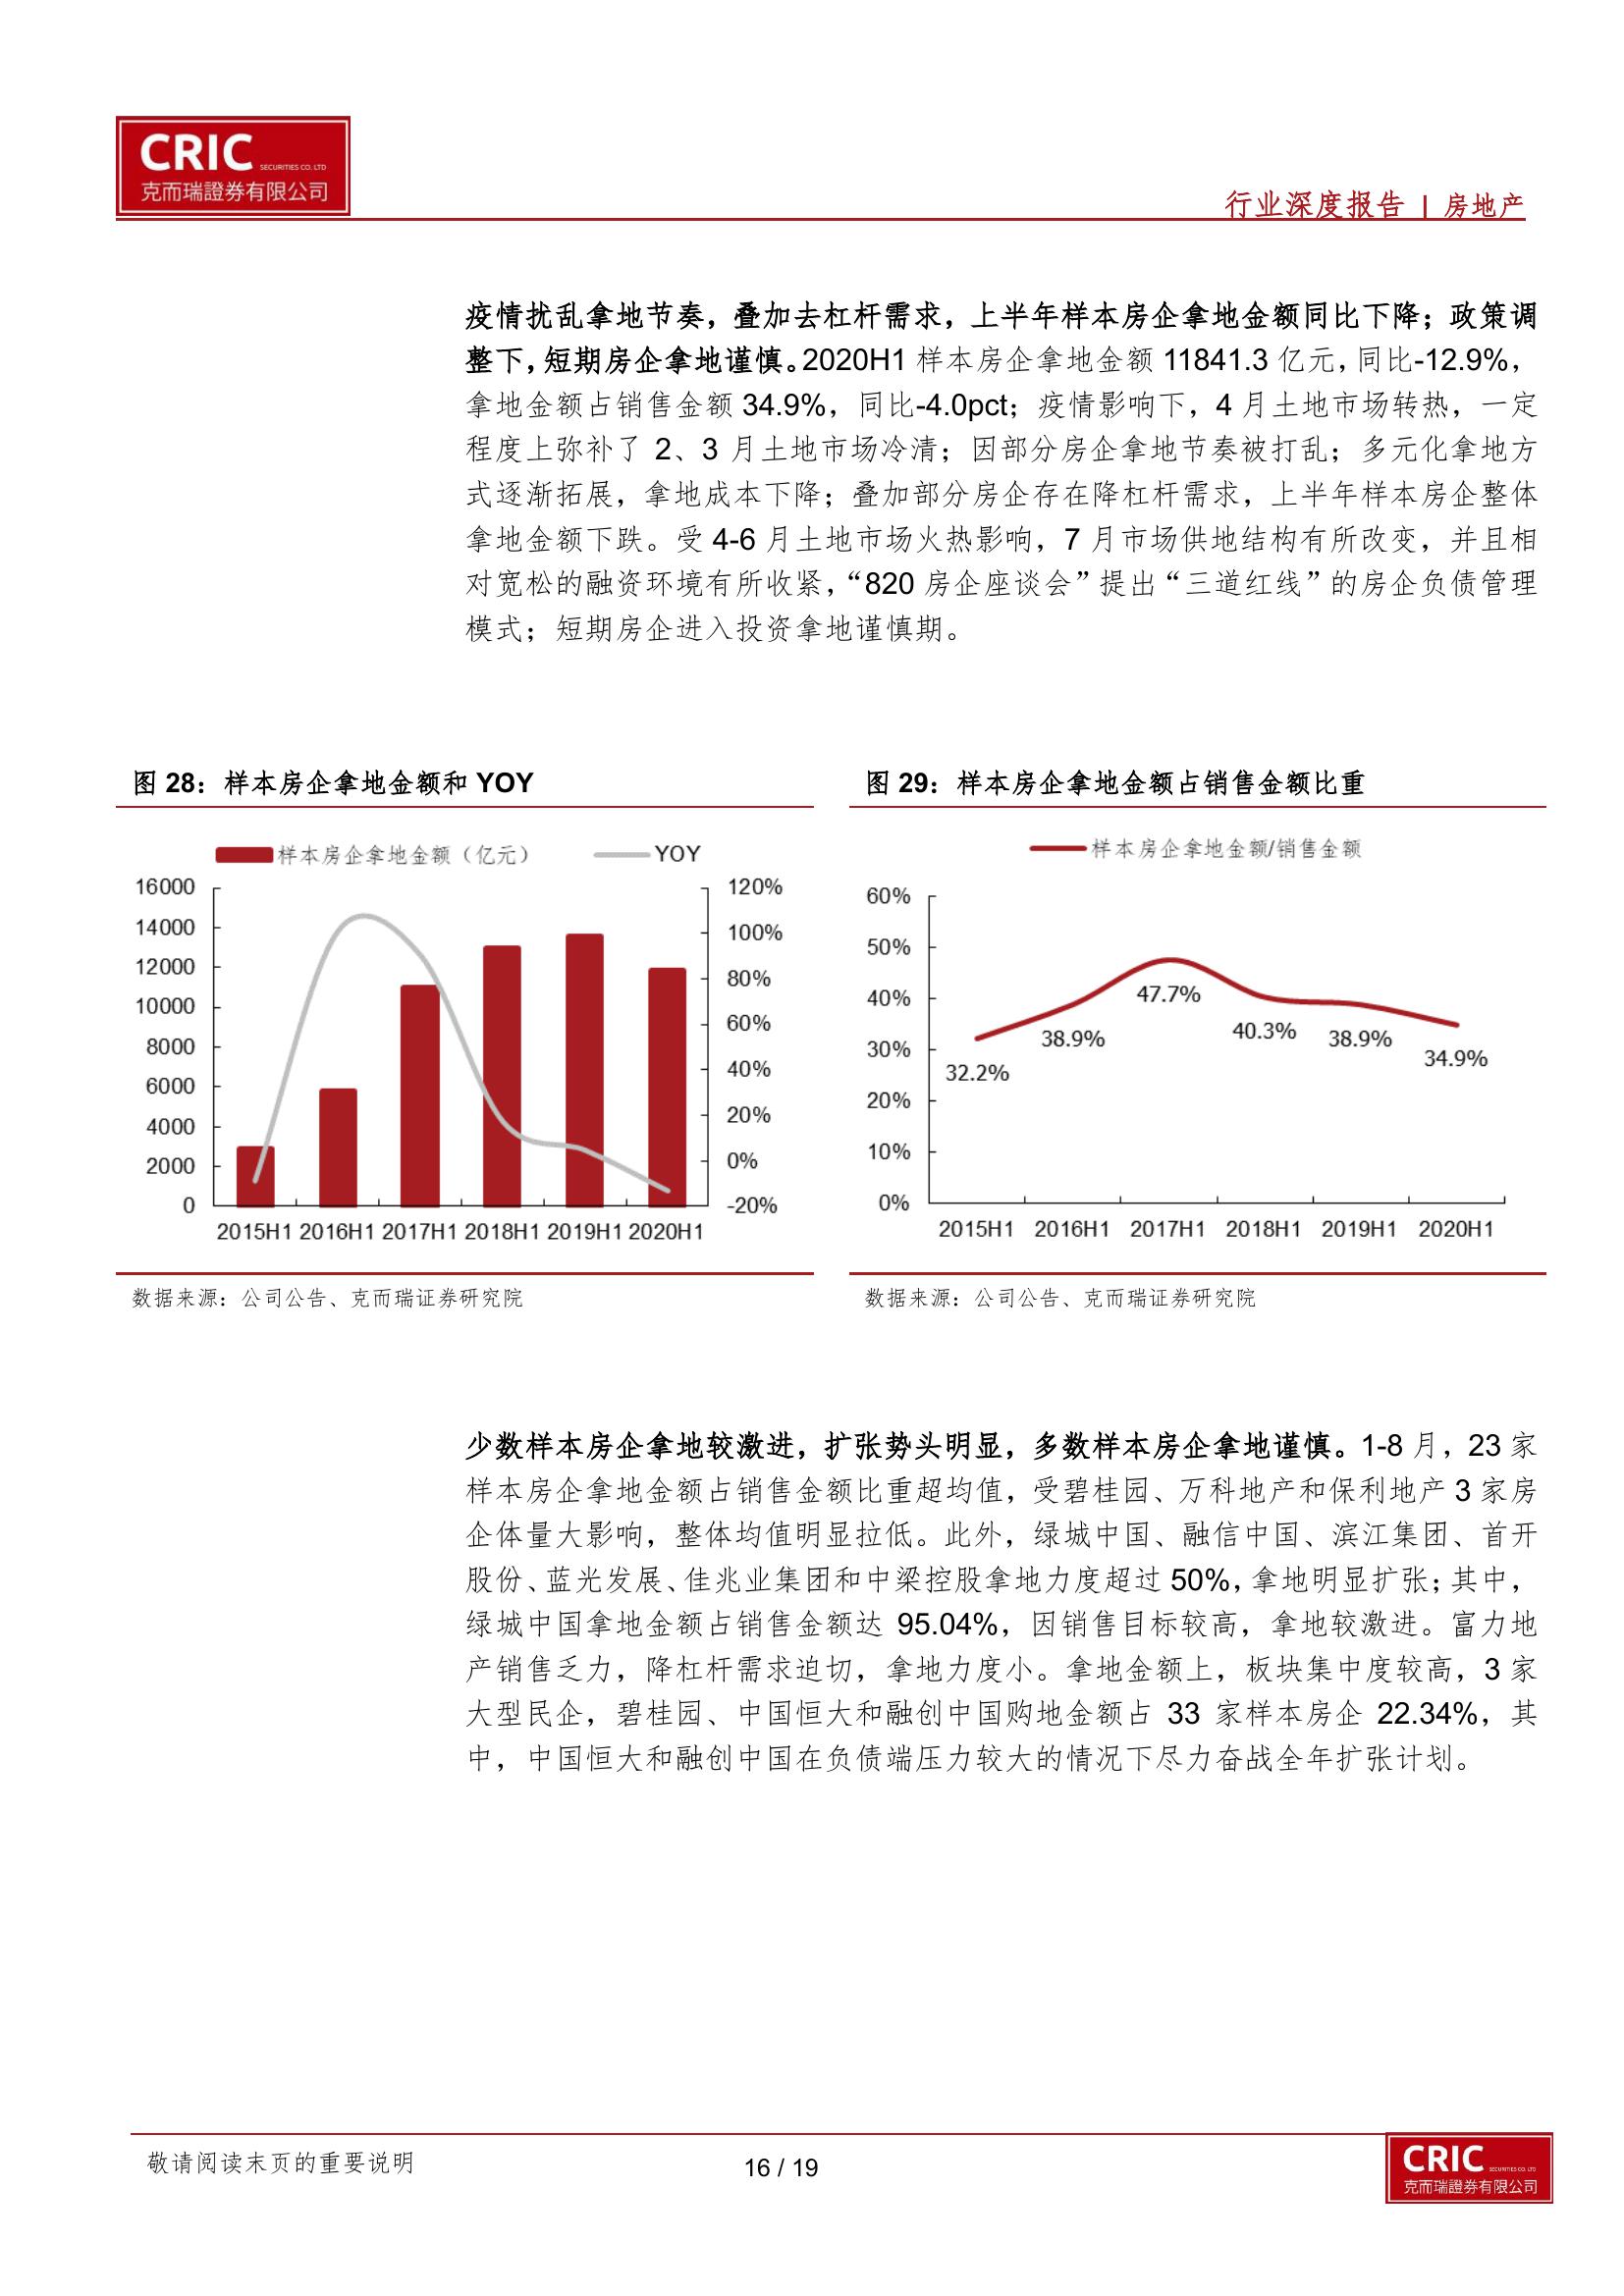 CRIC SECURITIES CO. LTD
克而瑞證券有限公司
行业深度报告 | 房地产
疫情扰乱拿地节奏，叠加去杠杆需求，上半年样本房企拿地金额同比下降；政策调
整下，短期房企拿地谨慎。2020H1 样本房企拿地金额 11841.3 亿元，同比-12.9%，
拿地金额占销售金额 34.9%，同比-4.0pct；疫情影响下，4 月土地市场转热，一定
程度上弥补了 2、3 月土地市场冷清；因部分房企拿地节奏被打乱；多元化拿地方
式逐渐拓展，拿地成本下降；叠加部分房企存在降杠杆需求，上半年样本房企整体
拿地金额下跌。受 4-6 月土地市场火热影响，7 月市场供地结构有所改变，并且相
对宽松的融资环境有所收紧，“820 房企座谈会”提出“三道红线”的房企负债管理
模式；短期房企进入投资拿地谨慎期。
图 28：样本房企拿地金额和 YOY
样本房企拿地金额（亿元） YOY
16000
14000
12000
10000
8000
6000
4000
2000
0
120%
100%
80%
60%
40%
20%
0%
-20%
2015H1 2016H1 2017H1 2018H1 2019H1 2020H1
数据来源：公司公告、克而瑞证券研究院
图 29：样本房企拿地金额占销售金额比重
样本房企拿地金额/销售金额
60%
50%
40%
30%
20%
10%
0%
32.2%
38.9%
47.7%
40.3%
38.9%
34.9%
2015H1 2016H1 2017H1 2018H1 2019H1 2020H1
数据来源：公司公告、克而瑞证券研究院
少数样本房企拿地较激进，扩张势头明显，多数样本房企拿地谨慎。1-8 月，23 家
样本房企拿地金额占销售金额比重超均值，受碧桂园、万科地产和保利地产 3 家房
企体量大影响，整体均值明显拉低。此外，绿城中国、融信中国、滨江集团、首开
股份、蓝光发展、佳兆业集团和中梁控股拿地力度超过 50%，拿地明显扩张；其中，
绿城中国拿地金额占销售金额达 95.04%，因销售目标较高，拿地较激进。富力地
产销售乏力，降杠杆需求迫切，拿地力度小。拿地金额上，板块集中度较高，3 家
大型民企，碧桂园、中国恒大和融创中国购地金额占 33 家样本房企 22.34%，其
中，中国恒大和融创中国在负债端压力较大的情况下尽力奋战全年扩张计划。
敬请阅读末页的重要说明
16 / 19
CRIC SECURITIES CO. LTD
克而瑞證券有限公司